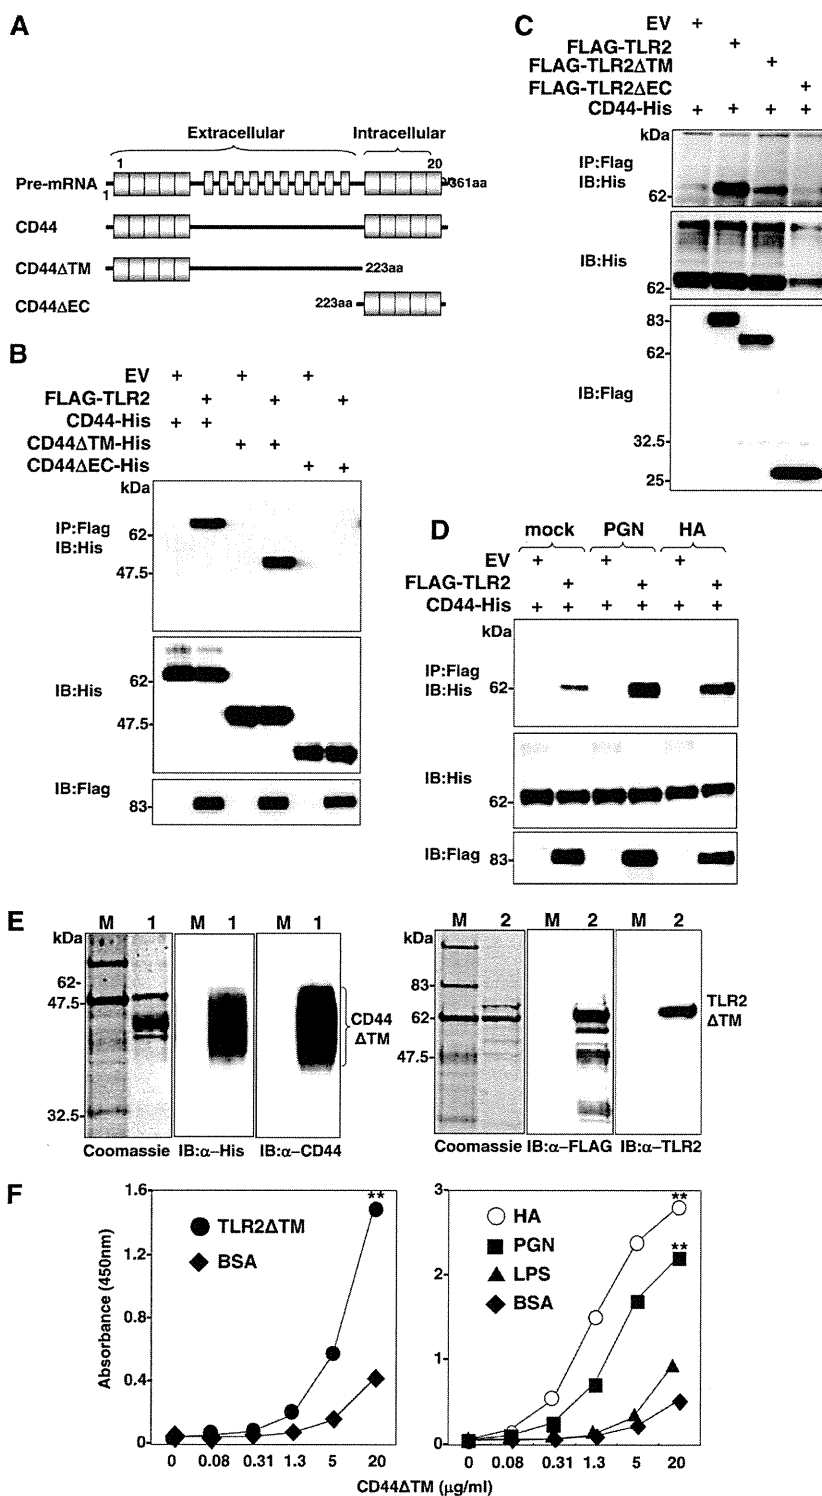 A
Extracellular Intracellular
1 20
Pre-mRNA 361aa
1
CD44
CD44ΔTM 223aa
CD44ΔEC 223aa
B
EV + + +
FLAG-TLR2 + + +
CD44-His + +
CD44ΔTM-His + +
CD44ΔEC-His + +
kDa
IP:Flag
IB:His
62-
47.5-
IB:His
62-
47.5-
IB:Flag
83-
C
EV +
FLAG-TLR2 +
FLAG-TLR2ΔTM +
FLAG-TLR2ΔEC +
CD44-His + + + +
kDa
IP:Flag
IB:His
62-
IB:His
62-
83-
62-
IB:Flag
32.5-
25-
D
mock PGN HA
EV + + +
FLAG-TLR2 + + +
CD44-His + + + + + +
kDa
IP:Flag
IB:His 62-
IB:His
62-
IB:Flag 83-
E
M 1 M 1 M 1
kDa
62-
47.5-
32.5-
CD44
ΔTM
Coomassie IB:α–His IB:α–CD44
M 2 M 2 M 2
kDa
83-
62-
47.5-
TLR2
ΔTM
Coomassie IB:α–FLAG IB:α–TLR2
F
Absorbance (450nm)
1.6
1.2
0.8
0.4
0
TLR2ΔTM
BSA
**
0 0.08 0.31 1.3 5 20
3
2
1
0
HA
PGN
LPS
BSA
**
**
0 0.08 0.31 1.3 5 20
CD44ΔTM (μg/ml)